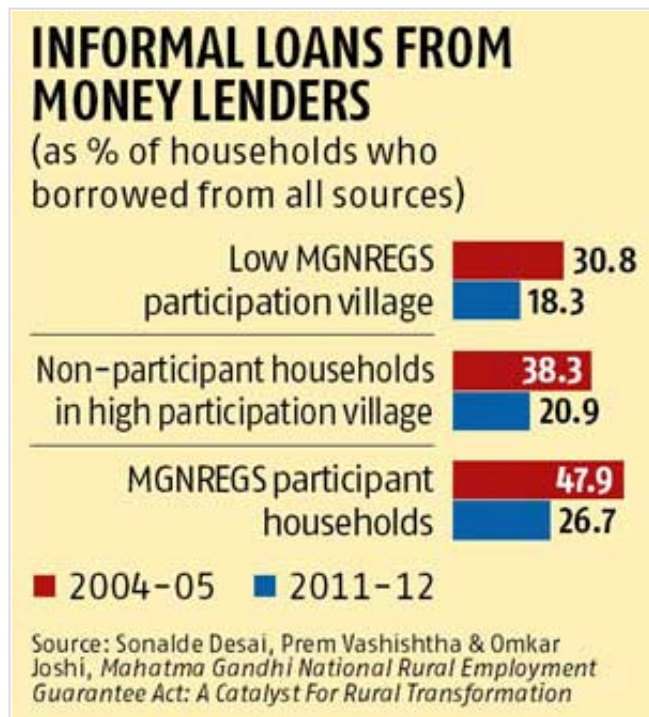 INFORMAL LOANS FROM
MONEY LENDERS
(as % of households who
borrowed from all sources)
Low MGNREGS
participation village
30.8
18.3
Non-participant households
in high participation village
38.3
20.9
MGNREGS participant
households
47.9
26.7
2004-05 2011-12
Source: Sonalde Desai, Prem Vashishtha & Omkar
Joshi, Mahatma Gandhi National Rural Employment
Guarantee Act: A Catalyst For Rural Transformation